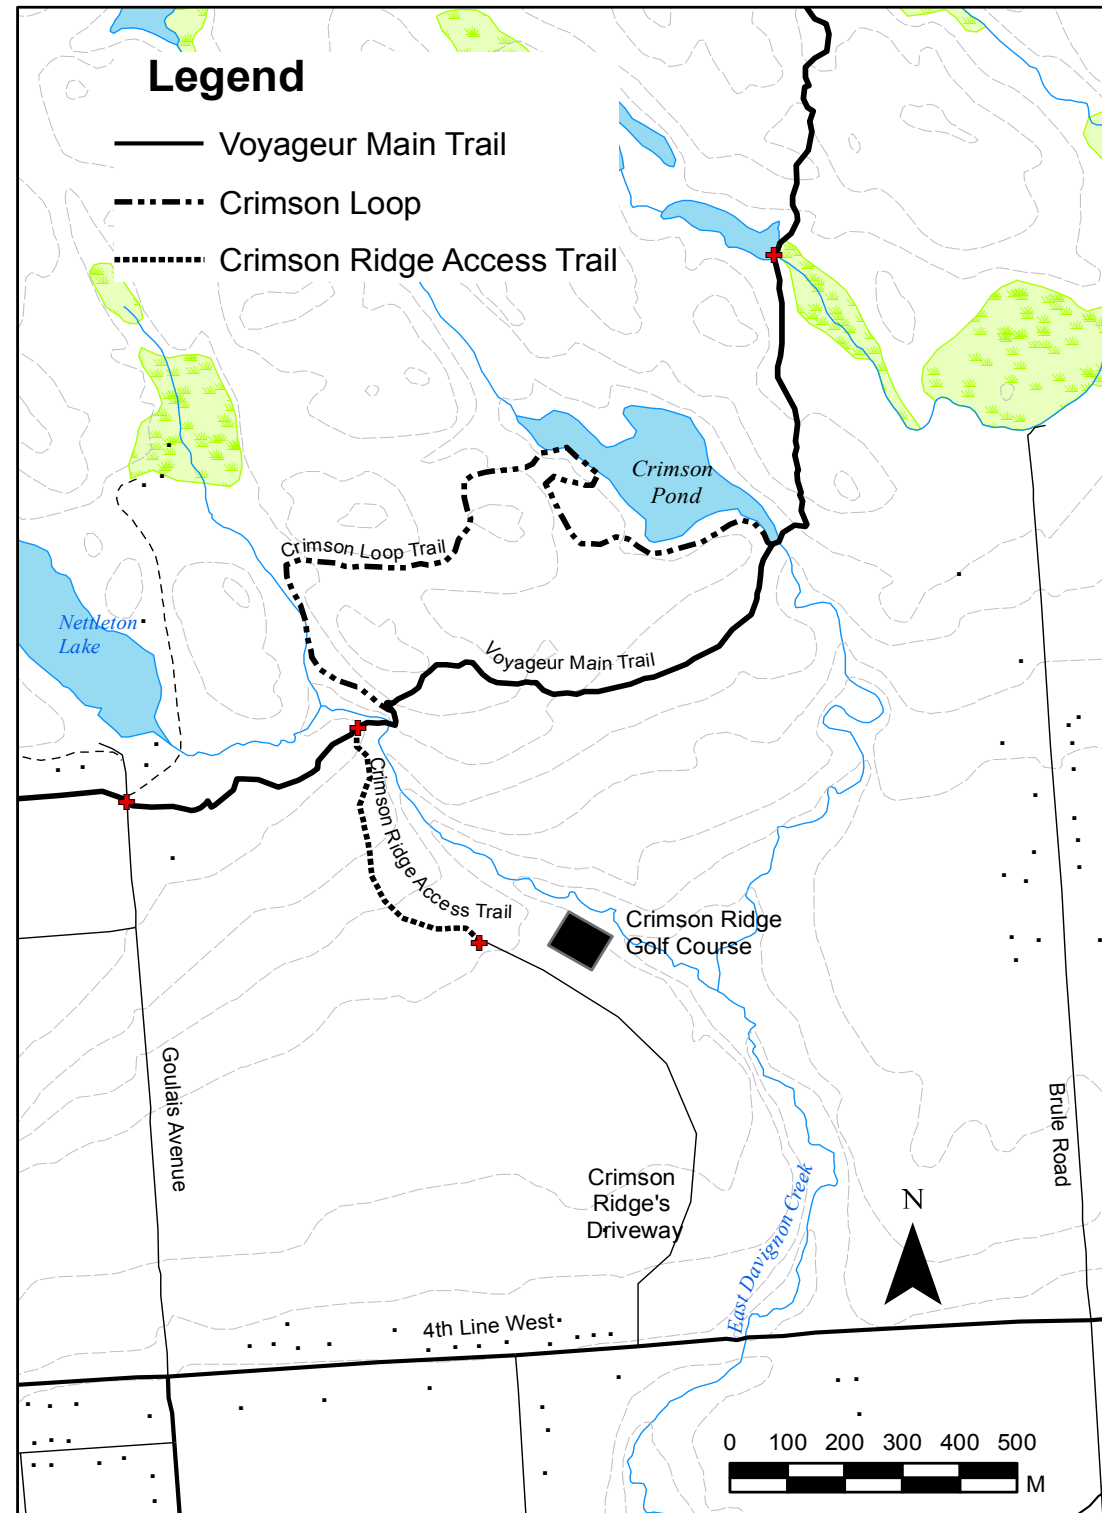 Legend
Voyageur Main Trail
Crimson Loop
Crimson Ridge Access Trail
Crimson
Pond
Crimson Loop Trail
Nettleton
Lake
Voyageur Main Trail
Crimson Ridge Access Trail
Crimson Ridge
Golf Course
Goulais Avenue
Brule Road
Crimson
Ridge's
Driveway
N
East Davignon Creek
4th Line West
0 100 200 300 400 500
M